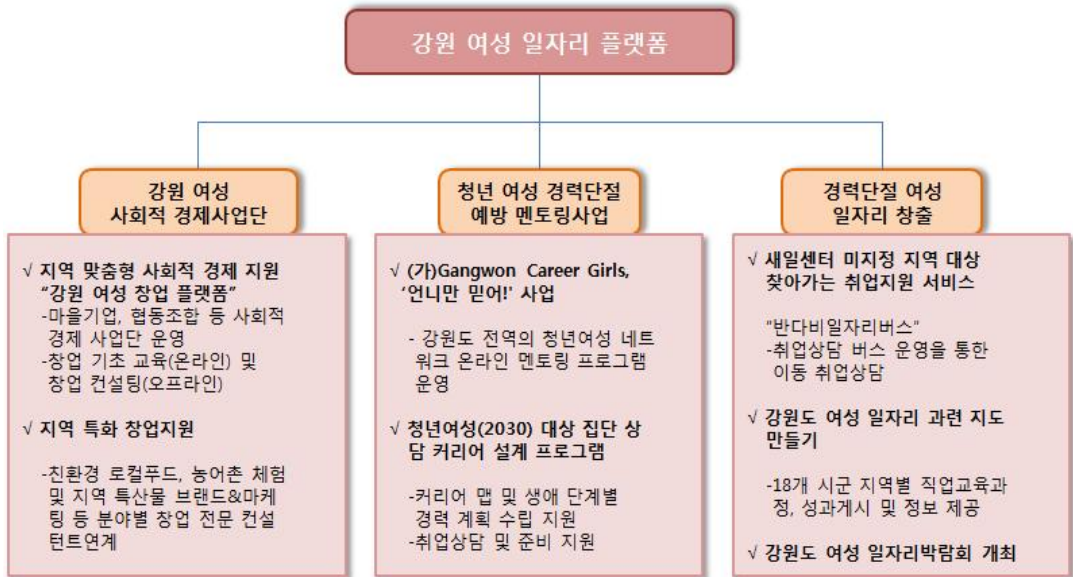 강원 여성 일자리 플랫폼
강원 여성
사회적 경제사업단
√ 지역 맞춤형 사회적 경제 지원
“강원 여성 창업 플랫폼”
-마을기업, 협동조합 등 사회적
경제 사업단 운영
-창업 기초 교육(온라인) 및
창업 컨설팅(오프라인)
√ 지역 특화 창업지원
-친환경 로컬푸드, 농어촌 체험
및 지역 특산물 브랜드&마케
팅 등 분야별 창업 전문 컨설
턴트연계
청년 여성 경력단절
예방 멘토링사업
√ (가)Gangwon Career Girls,
‘언니만 믿어!' 사업
- 강원도 전역의 청년여성 네트
워크 온라인 멘토링 프로그램
운영
√ 청년여성(2030) 대상 집단 상
담 커리어 설계 프로그램
-커리어 맵 및 생애 단계별
경력 계획 수립 지원
-취업상담 및 준비 지원
경력단절 여성
일자리 창출
√ 새일센터 미지정 지역 대상
찾아가는 취업지원 서비스
“반다비일자리버스”
-취업상담 버스 운영을 통한
이동 취업상담
√ 강원도 여성 일자리 관련 지도
만들기
-18개 시군 지역별 직업교육과
정, 성과게시 및 정보 제공
√ 강원도 여성 일자리박람회 개최